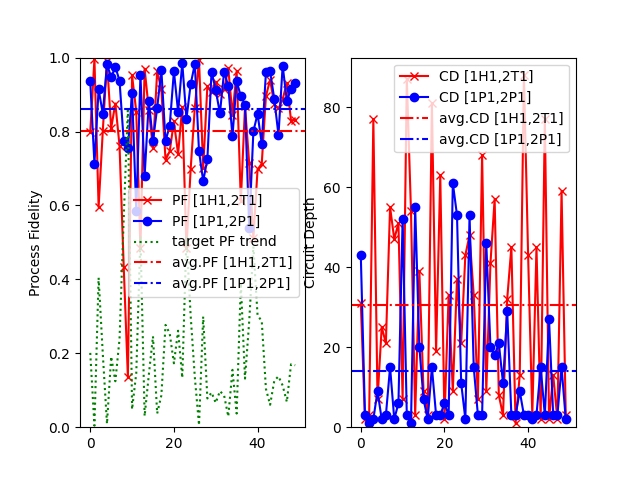 1.0
0.8
0.6
0.4
0.2
0.0
Process Fidelity
0
20
40
PF [1H1,2T1]
PF [1P1,2P1]
target PF trend
avg.PF [1H1,2T1]
avg.PF [1P1,2P1]
80
60
40
20
0
Circuit Depth
0
20
40
CD [1H1,2T1]
CD [1P1,2P1]
avg.CD [1H1,2T1]
avg.CD [1P1,2P1]